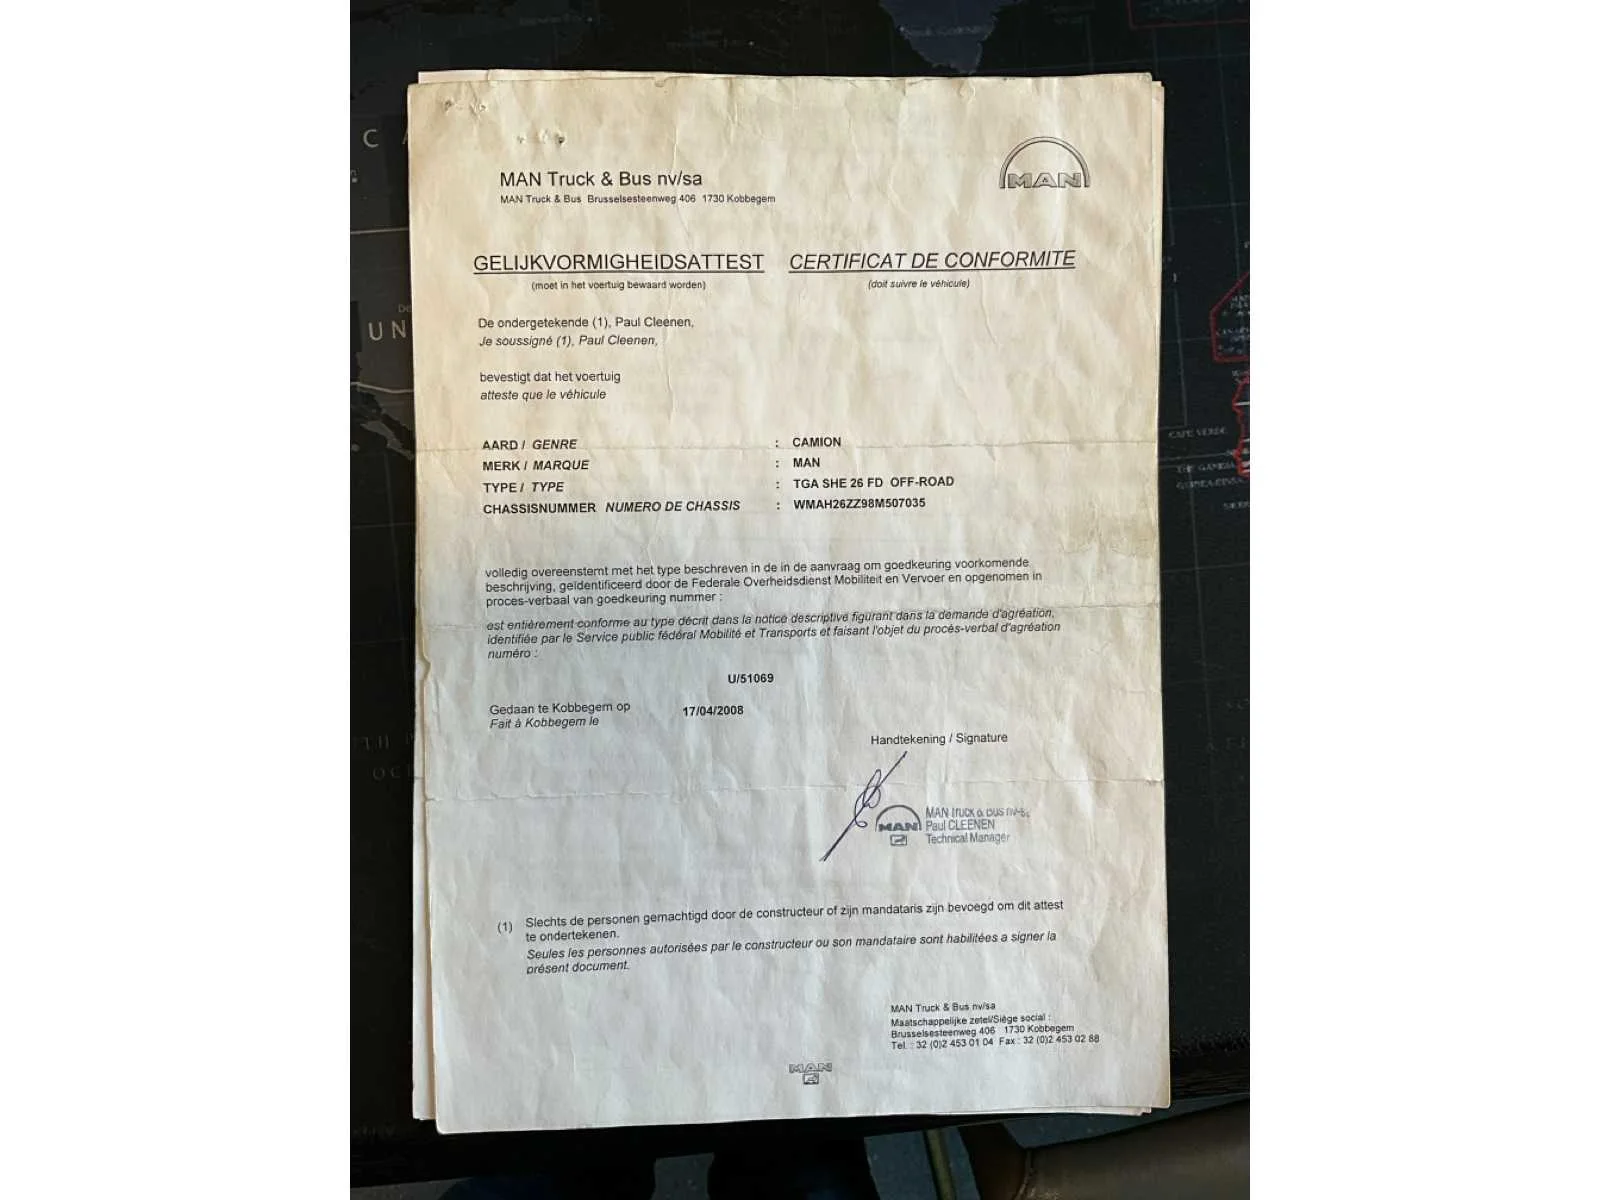 MAN Truck & Bus nv/sa
MAN Truck & Bus Brusselsesteenweg 406 1730 Kobbegem
MAN
GELIJKVORMIGHEIDSATTEST CERTIFICAT DE CONFORMITE
(moet in het voertuig bewaard worden) (doit suivre le véhicule)
De ondergetekende (1), Paul Cleenen,
Je soussigné (1), Paul Cleenen,
bevestigt dat het voertuig
atteste que le véhicule
AARD / GENRE : CAMION
MERK / MARQUE : MAN
TYPE / TYPE : TGA SHE 26 FD OFF-ROAD
CHASSISNUMMER NUMERO DE CHASSIS : WMAH26ZZ98M507035
volledig overeenstemt met het type beschreven in de in de aanvraag om goedkeuring voorkomende
beschrijving, geïdentificeerd door de Federale Overheidsdienst Mobiliteit en Vervoer en opgenomen in
proces-verbaal van goedkeuring nummer :
est entièrement conforme au type décrit dans la notice descriptive figurant dans la demande d'agréation,
identifiée par le Service public fédéral Mobilité et Transports et faisant l'objet du procès-verbal d'agréation
numéro :
U/51069
Gedaan te Kobbegem op
Fait à Kobbegem le 17/04/2008
Handtekening / Signature
MAN
MAN Truck & Bus nv-
Paul CLEENEN
Technical Manager
(1) Slechts de personen gemachtigd door de constructeur of zijn mandataris zijn bevoegd om dit attest
te ondertekenen.
Seules les personnes autorisées par le constructeur ou son mandataire sont habilitées a signer la
présent document.
MAN Truck & Bus nv/sa
Maatschappelijke zetel/Siège social :
Brusselsesteenweg 406 1730 Kobbegem
Tel. : 32 (0)2 453 01 04 Fax : 32 (0)2 453 02 88
MAN
CAPE VERDE